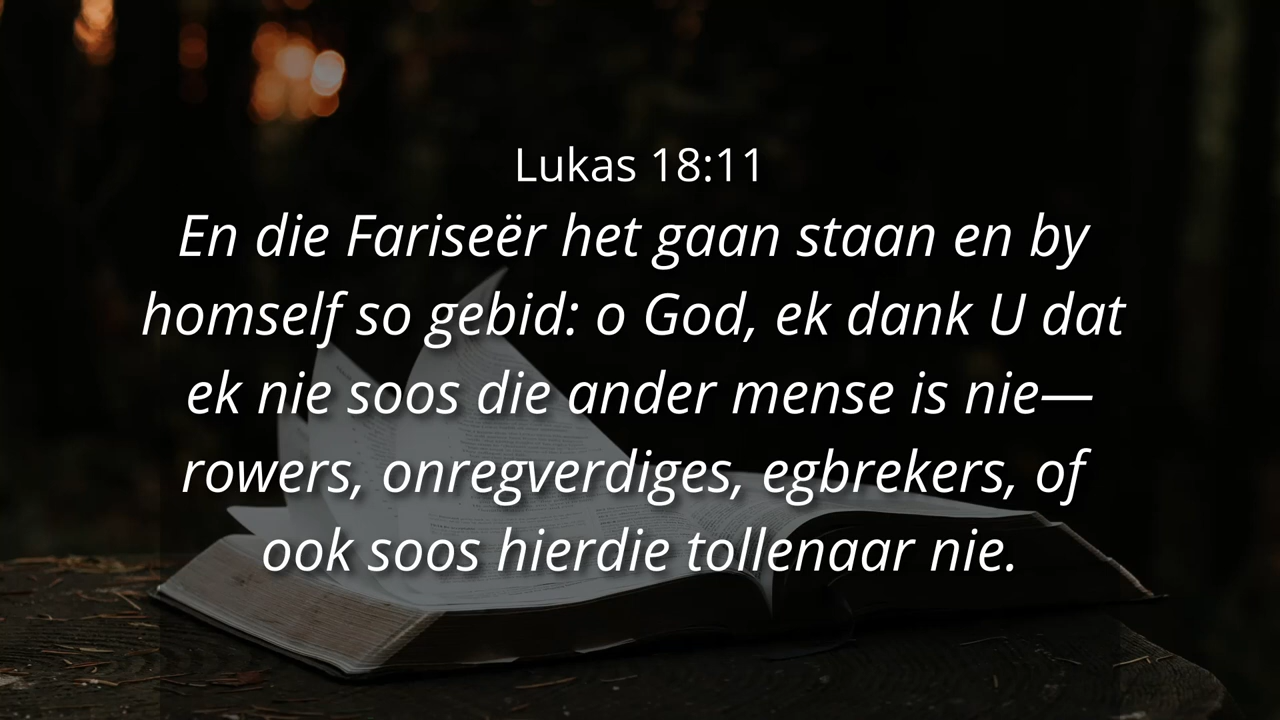 Lukas 18:11
En die Fariseër het gaan staan en by
homself so gebid: o God, ek dank U dat
ek nie soos die ander mense is nie—
rowers, onregverdiges, egbrekers, of
ook soos hierdie tollenaar nie.